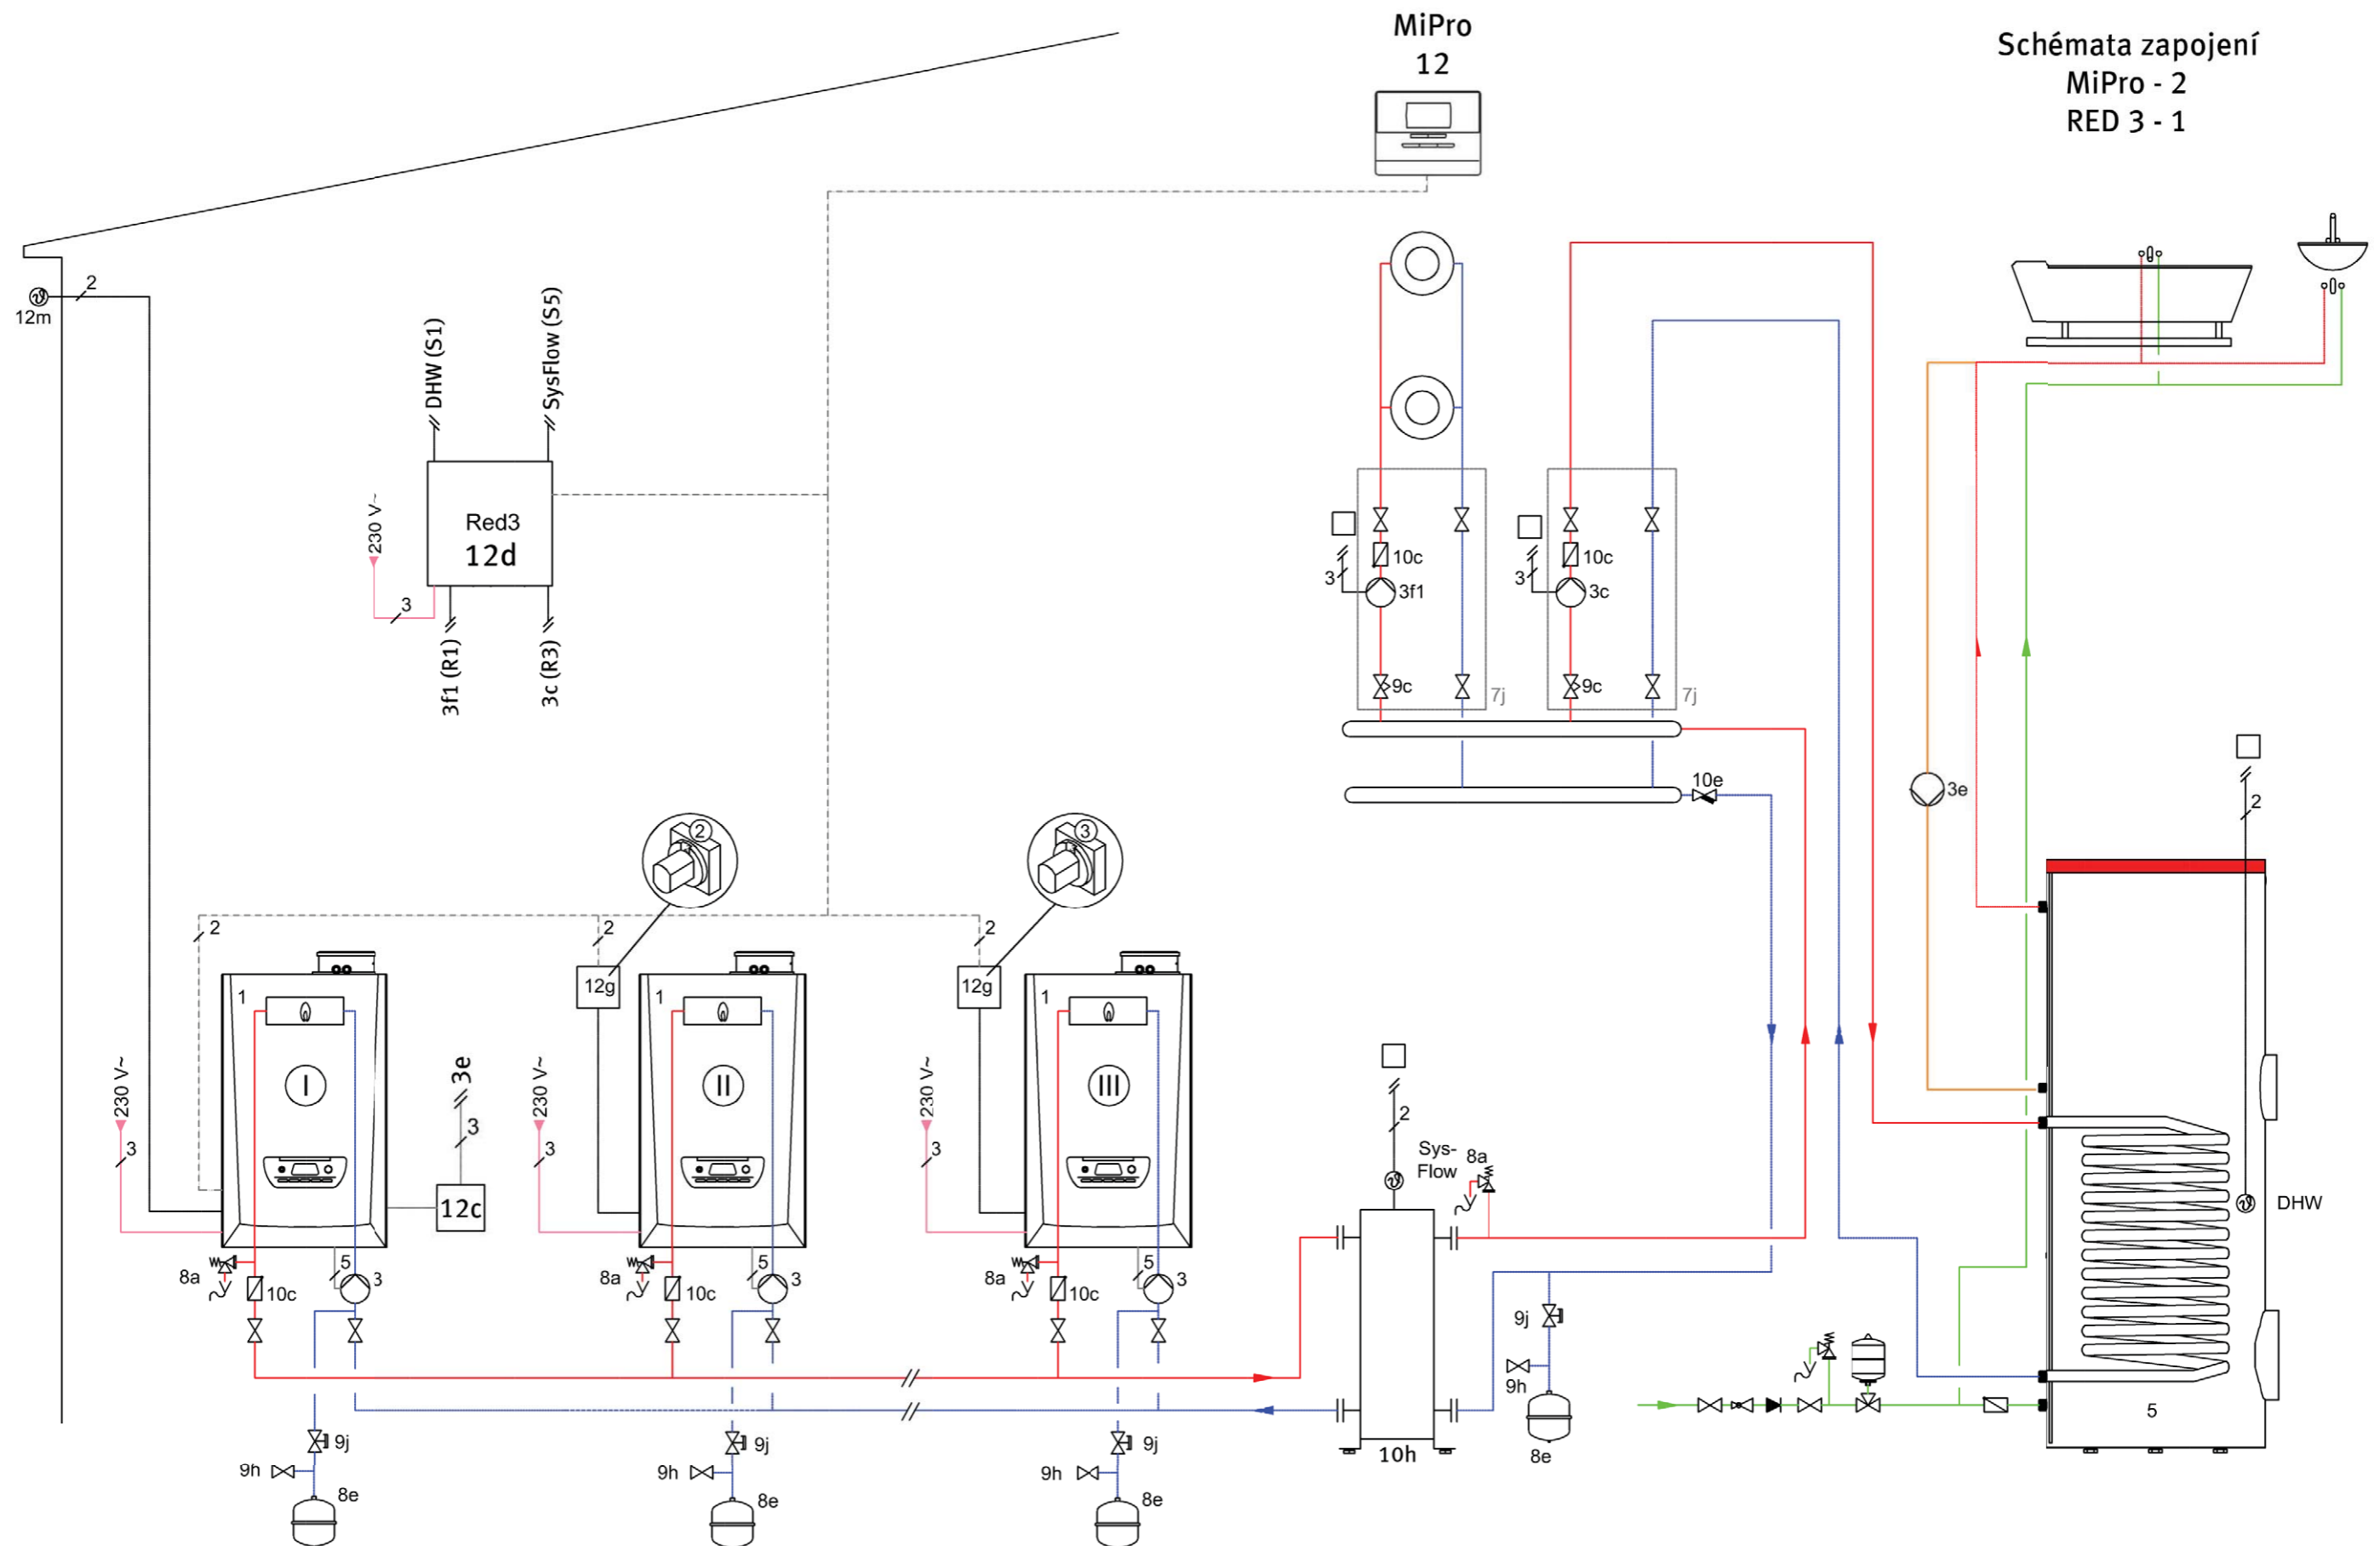 MiPro
12
Schémata zapojení
MiPro - 2
RED 3 - 1
2
12m
DHW (S1)
SysFlow (S5)
230 V~
Red3
12d
3
3f1 (R1)
3c (R3)
10c
3
3f1
9c
7j
10c
3
3c
9c
7j
10e
3e
2
2
3
2
2
2
12g
12g
1
1
1
I
II
III
230 V~
3
3e
3
12c
230 V~
3
230 V~
3
2
Sys-
Flow
8a
DHW
8a
5
3
10c
8a
5
3
10c
8a
5
3
10c
9j
9h
8e
10h
5
9j
9h
8e
9j
9h
8e
9j
9h
8e